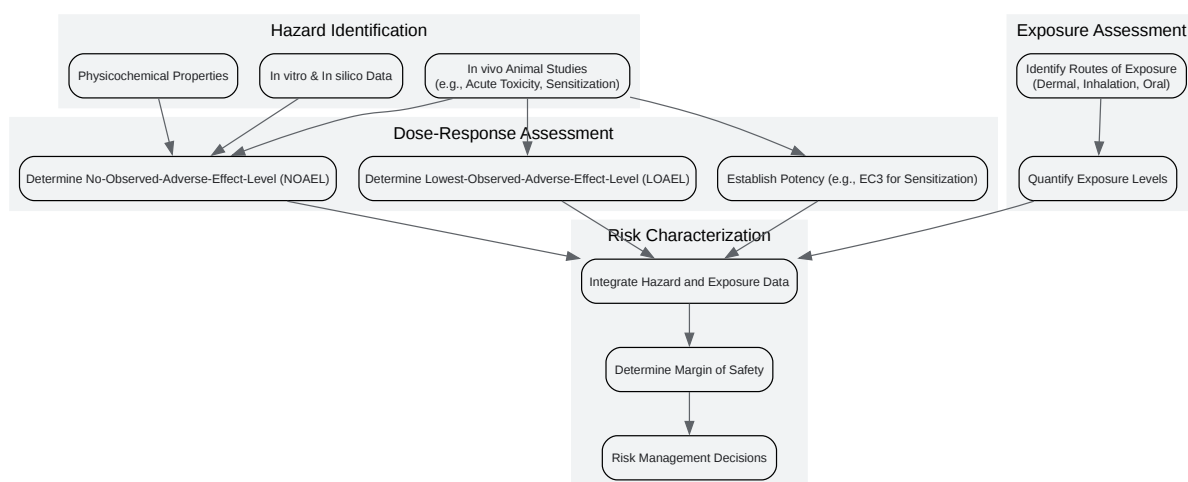 Hazard Identification
Exposure Assessment
Physicochemical Properties
In vitro & In silico Data
In vivo Animal Studies
(e.g., Acute Toxicity, Sensitization)
Identify Routes of Exposure
(Dermal, Inhalation, Oral)
Dose-Response Assessment
Determine No-Observed-Adverse-Effect-Level (NOAEL)
Determine Lowest-Observed-Adverse-Effect-Level (LOAEL)
Establish Potency (e.g., EC3 for Sensitization)
Quantify Exposure Levels
Risk Characterization
Integrate Hazard and Exposure Data
Determine Margin of Safety
Risk Management Decisions